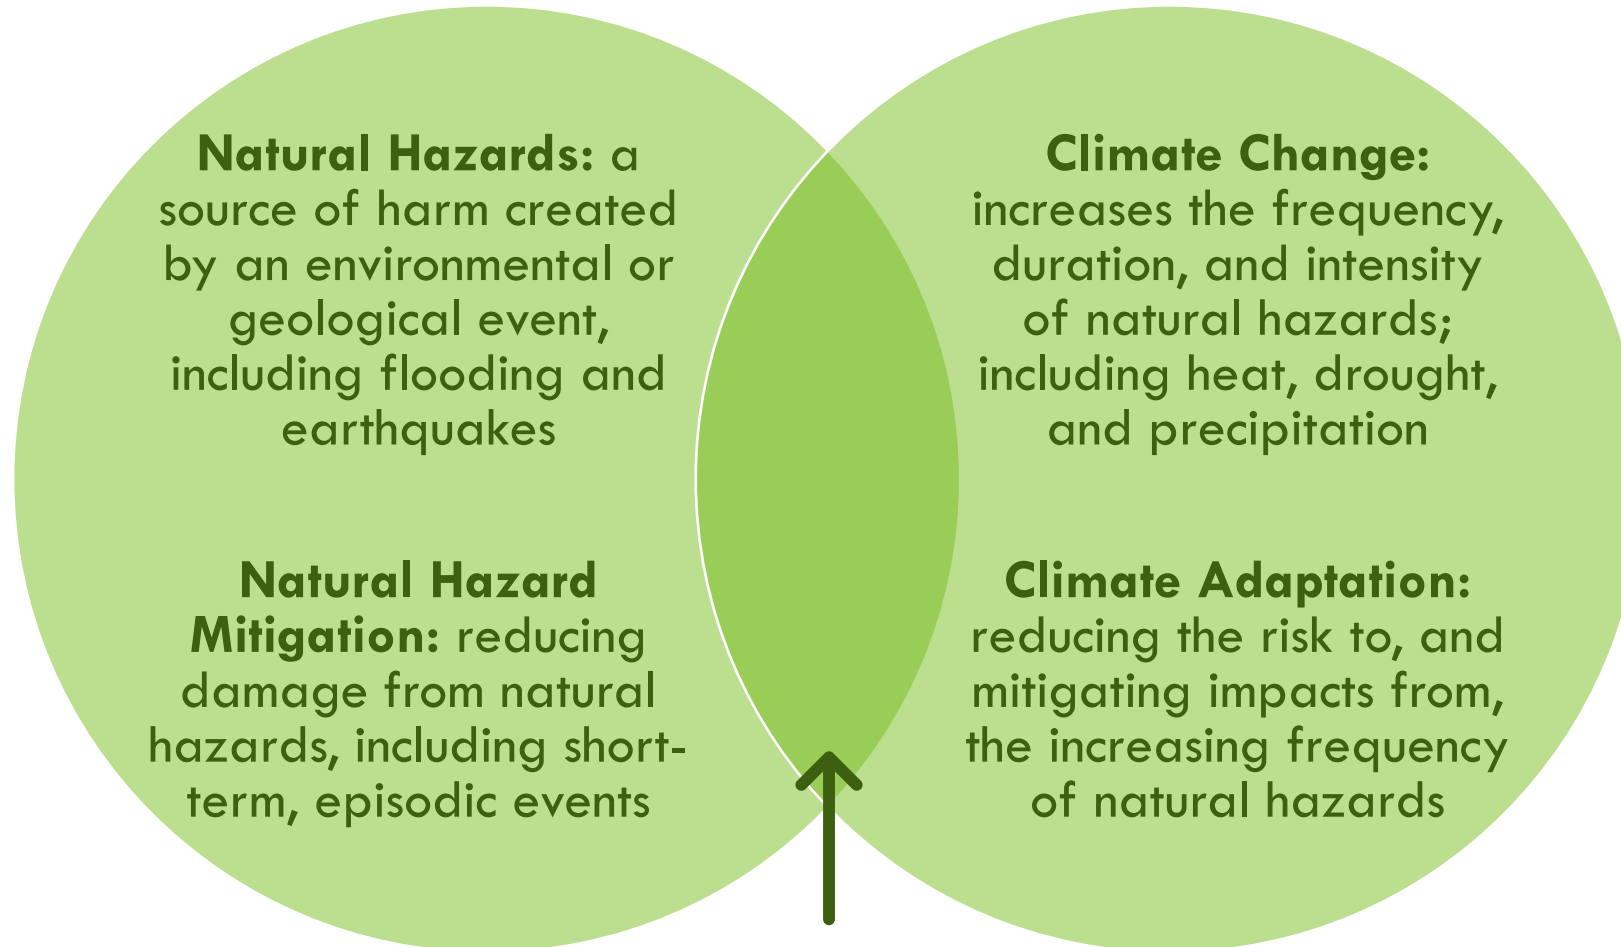 Natural Hazards: a
source of harm created
by an environmental or
geological event,
including flooding and
earthquakes
Natural Hazard
Mitigation: reducing
damage from natural
hazards, including short-
term, episodic events
Climate Change:
increases the frequency,
duration, and intensity
of natural hazards;
including heat, drought,
and precipitation
Climate Adaptation:
reducing the risk to, and
mitigating impacts from,
the increasing frequency
of natural hazards